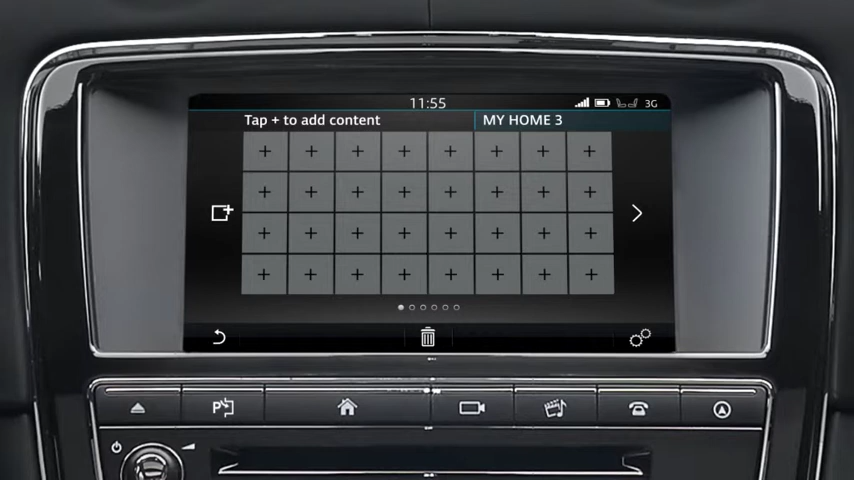 11:55
3G
Tap + to add content
MY HOME 3
+ + + + + + + +
+ + + + + + + +
+ + + + + + + +
+ + + + + + + +
P